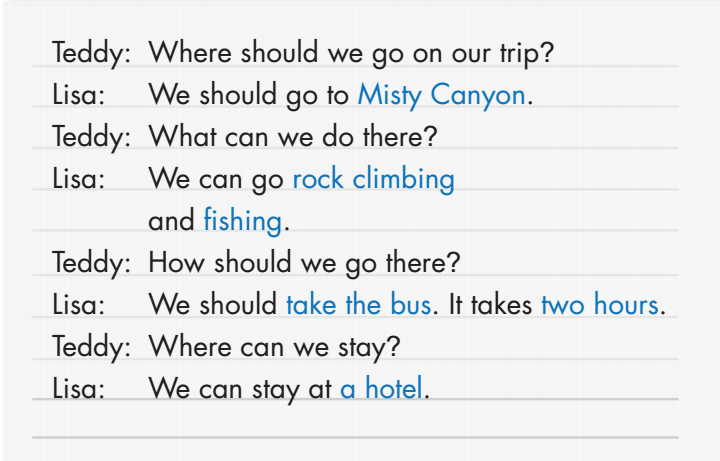 Teddy: Where should we go on our trip?
Lisa: We should go to Misty Canyon.
Teddy: What can we do there?
Lisa: We can go rock climbing
and fishing.
Teddy: How should we go there?
Lisa: We should take the bus. It takes two hours.
Teddy: Where can we stay?
Lisa: We can stay at a hotel.